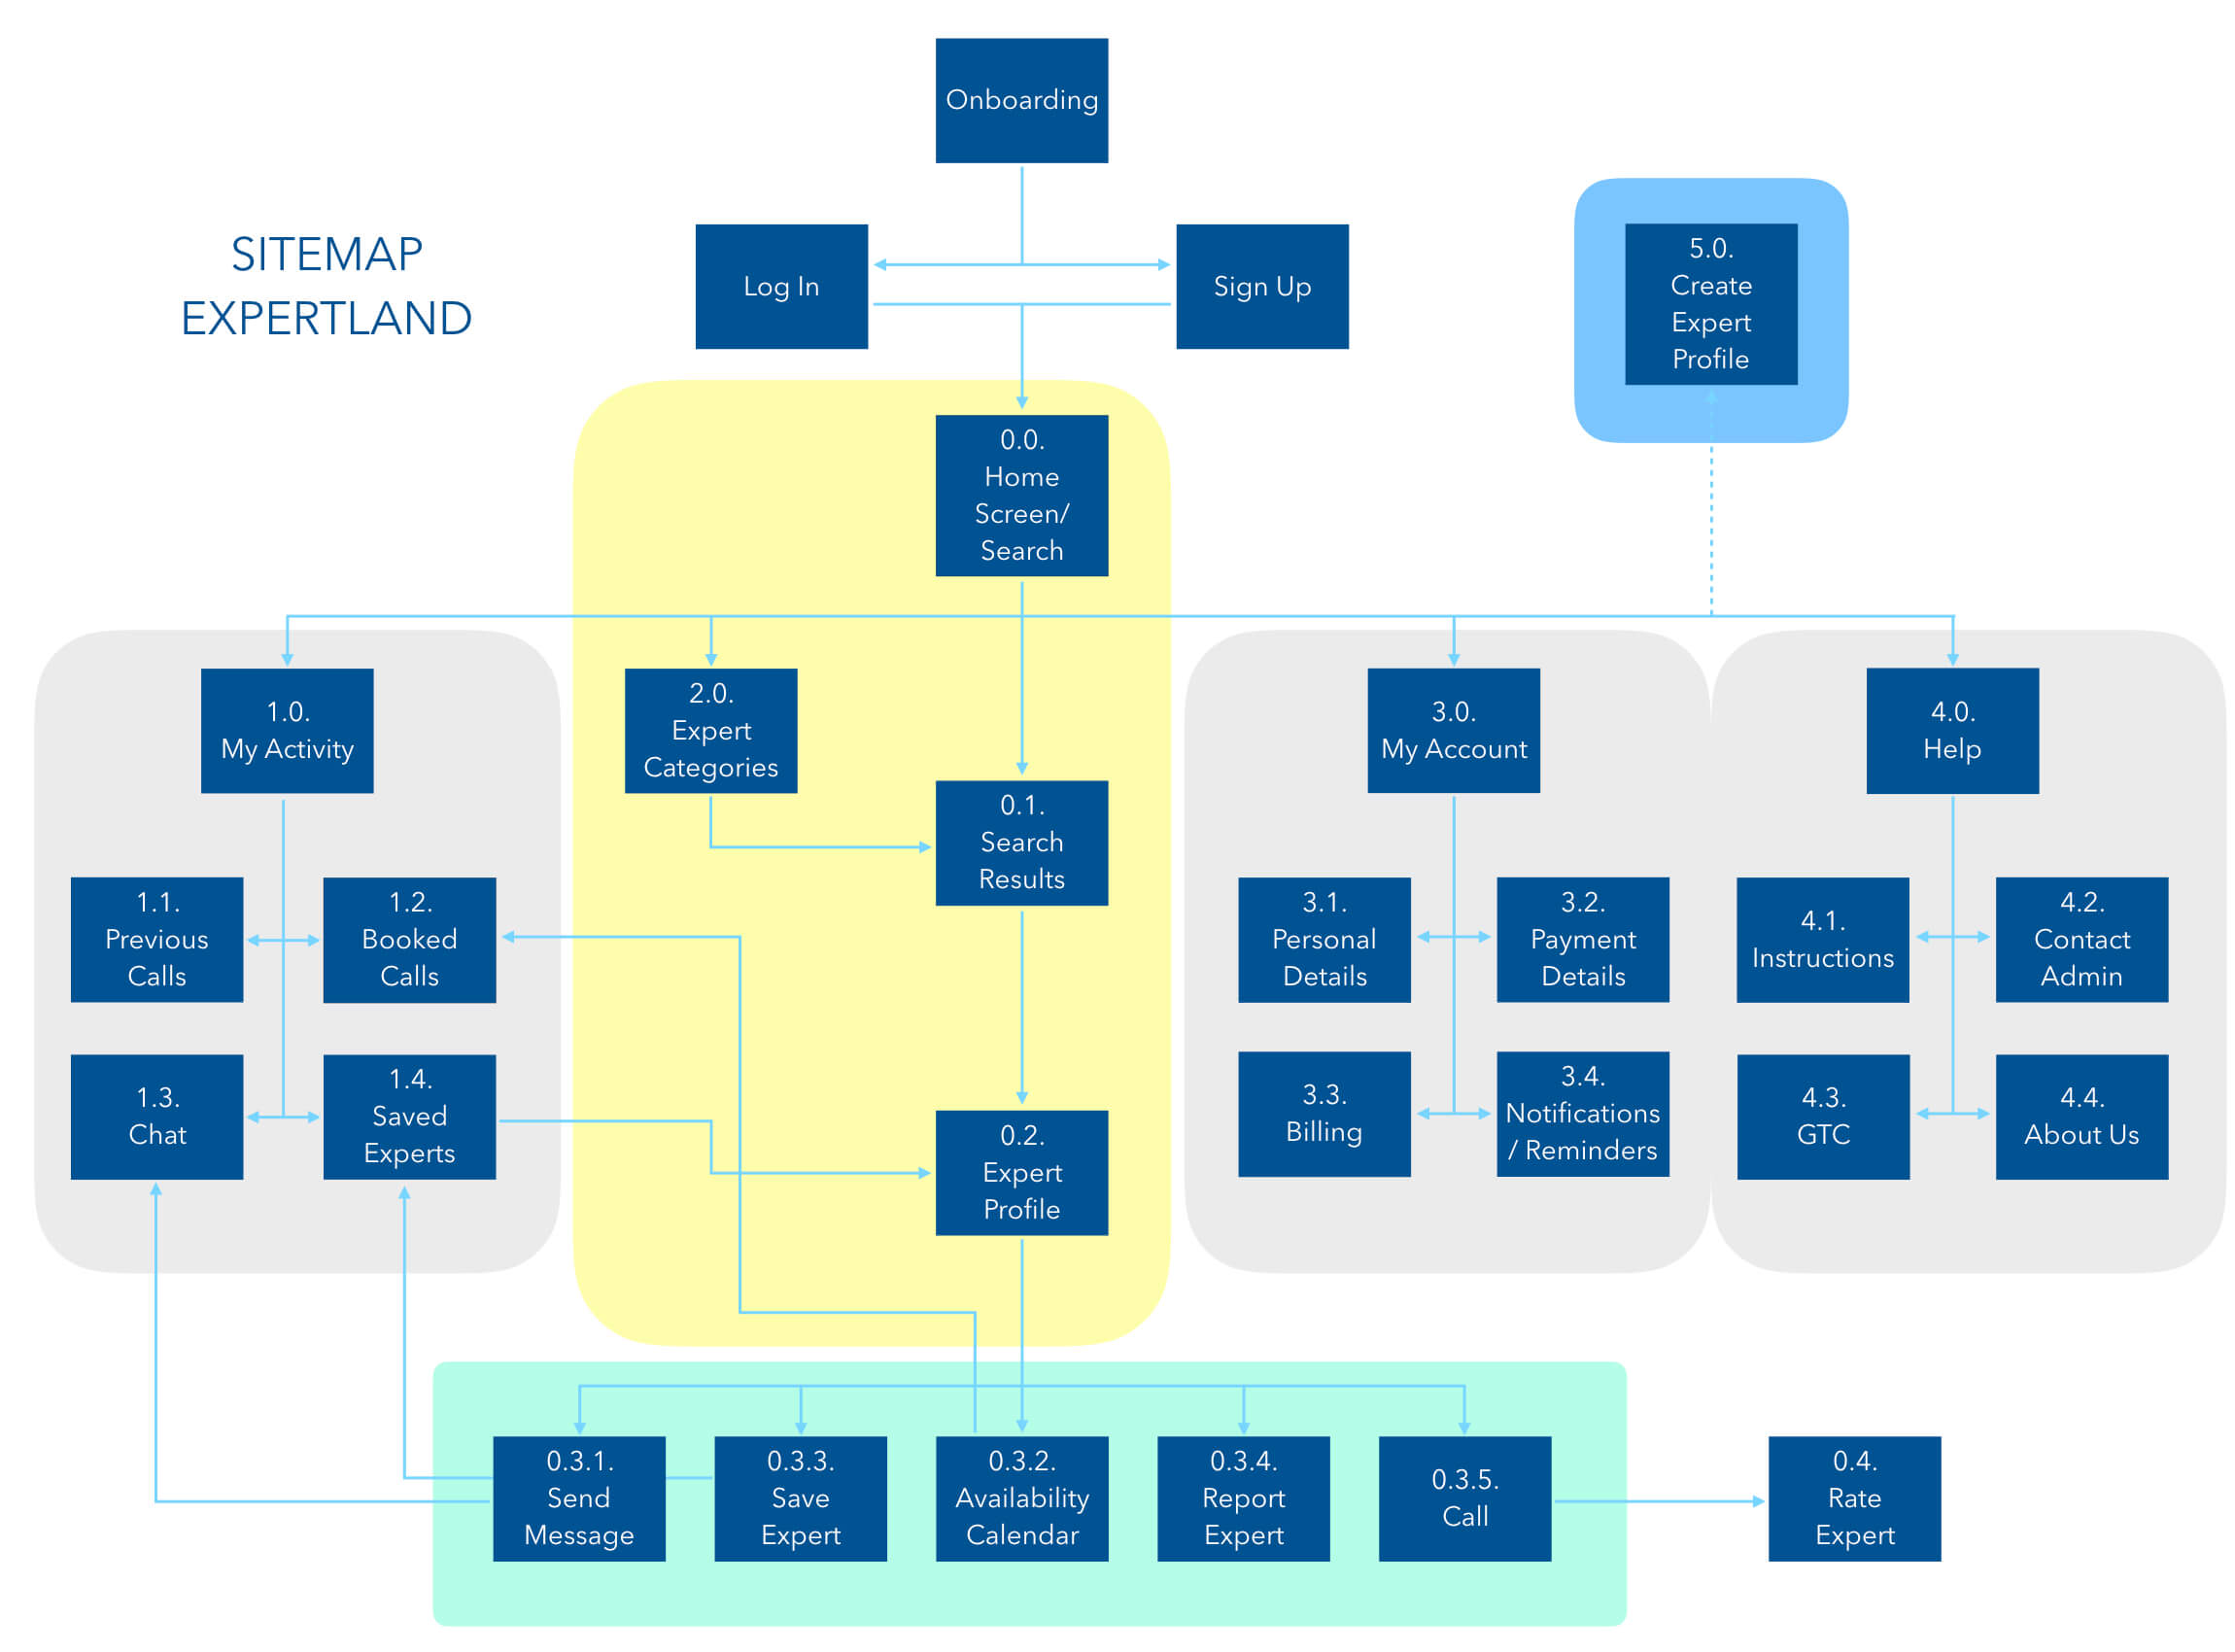 Onboarding
SITEMAP
EXPERTLAND
Log In
Sign Up
5.0.
Create
Expert
Profile
0.0.
Home
Screen/
Search
1.0.
My Activity
2.0.
Expert
Categories
3.0.
My Account
4.0.
Help
0.1.
Search
Results
1.1.
Previous
Calls
1.2.
Booked
Calls
3.1.
Personal
Details
3.2.
Payment
Details
4.1.
Instructions
4.2.
Contact
Admin
1.3.
Chat
1.4.
Saved
Experts
0.2.
Expert
Profile
3.3.
Billing
3.4.
Notifications
/ Reminders
4.3.
GTC
4.4.
About Us
0.3.1.
Send
Message
0.3.3.
Save
Expert
0.3.2.
Availability
Calendar
0.3.4.
Report
Expert
0.3.5.
Call
0.4.
Rate
Expert